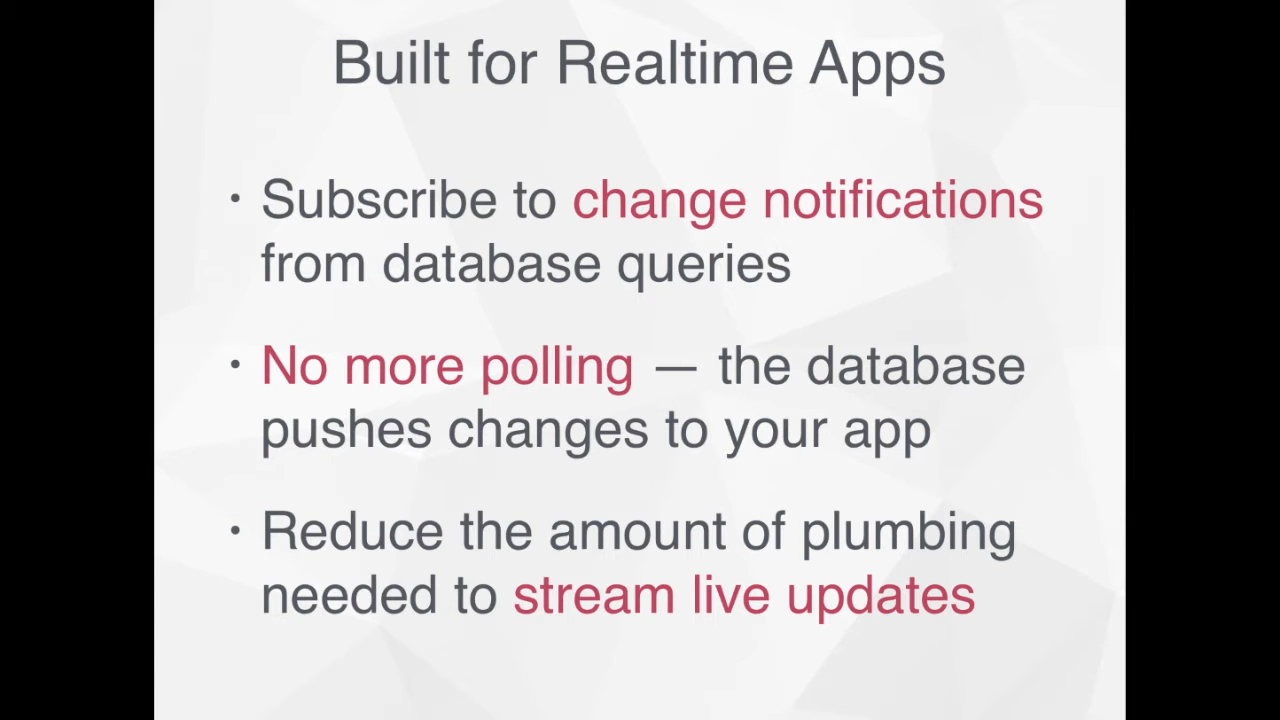 Built for Realtime Apps
• Subscribe to change notifications
from database queries
• No more polling — the database
pushes changes to your app
• Reduce the amount of plumbing
needed to stream live updates